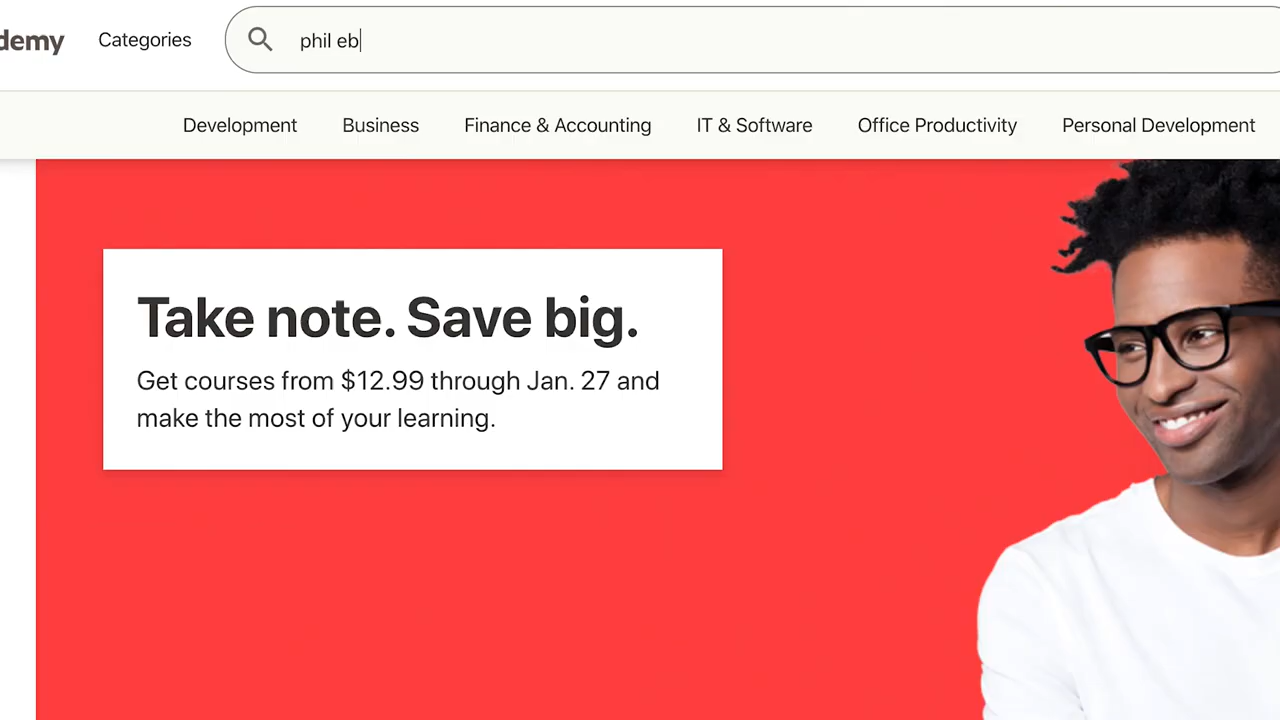 demy
Categories
phil eb
Development
Business
Finance & Accounting
IT & Software
Office Productivity
Personal Development
Take note. Save big.
Get courses from $12.99 through Jan. 27 and
make the most of your learning.